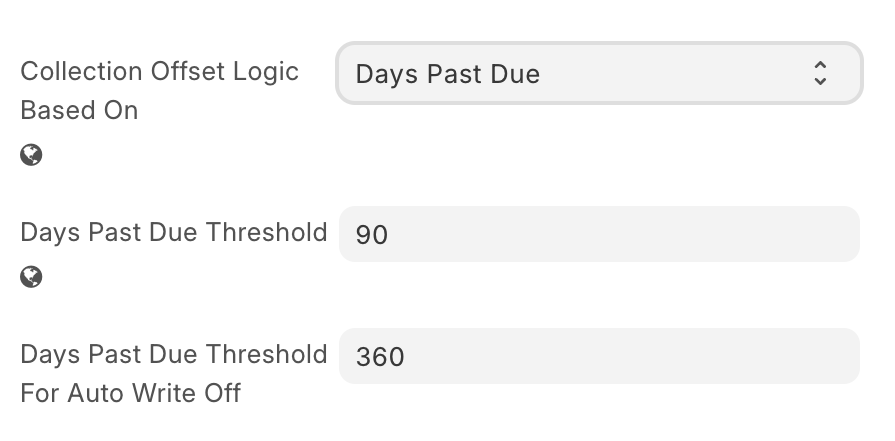 Collection Offset Logic
Based On
Days Past Due
Days Past Due Threshold
90
Days Past Due Threshold
For Auto Write Off
360